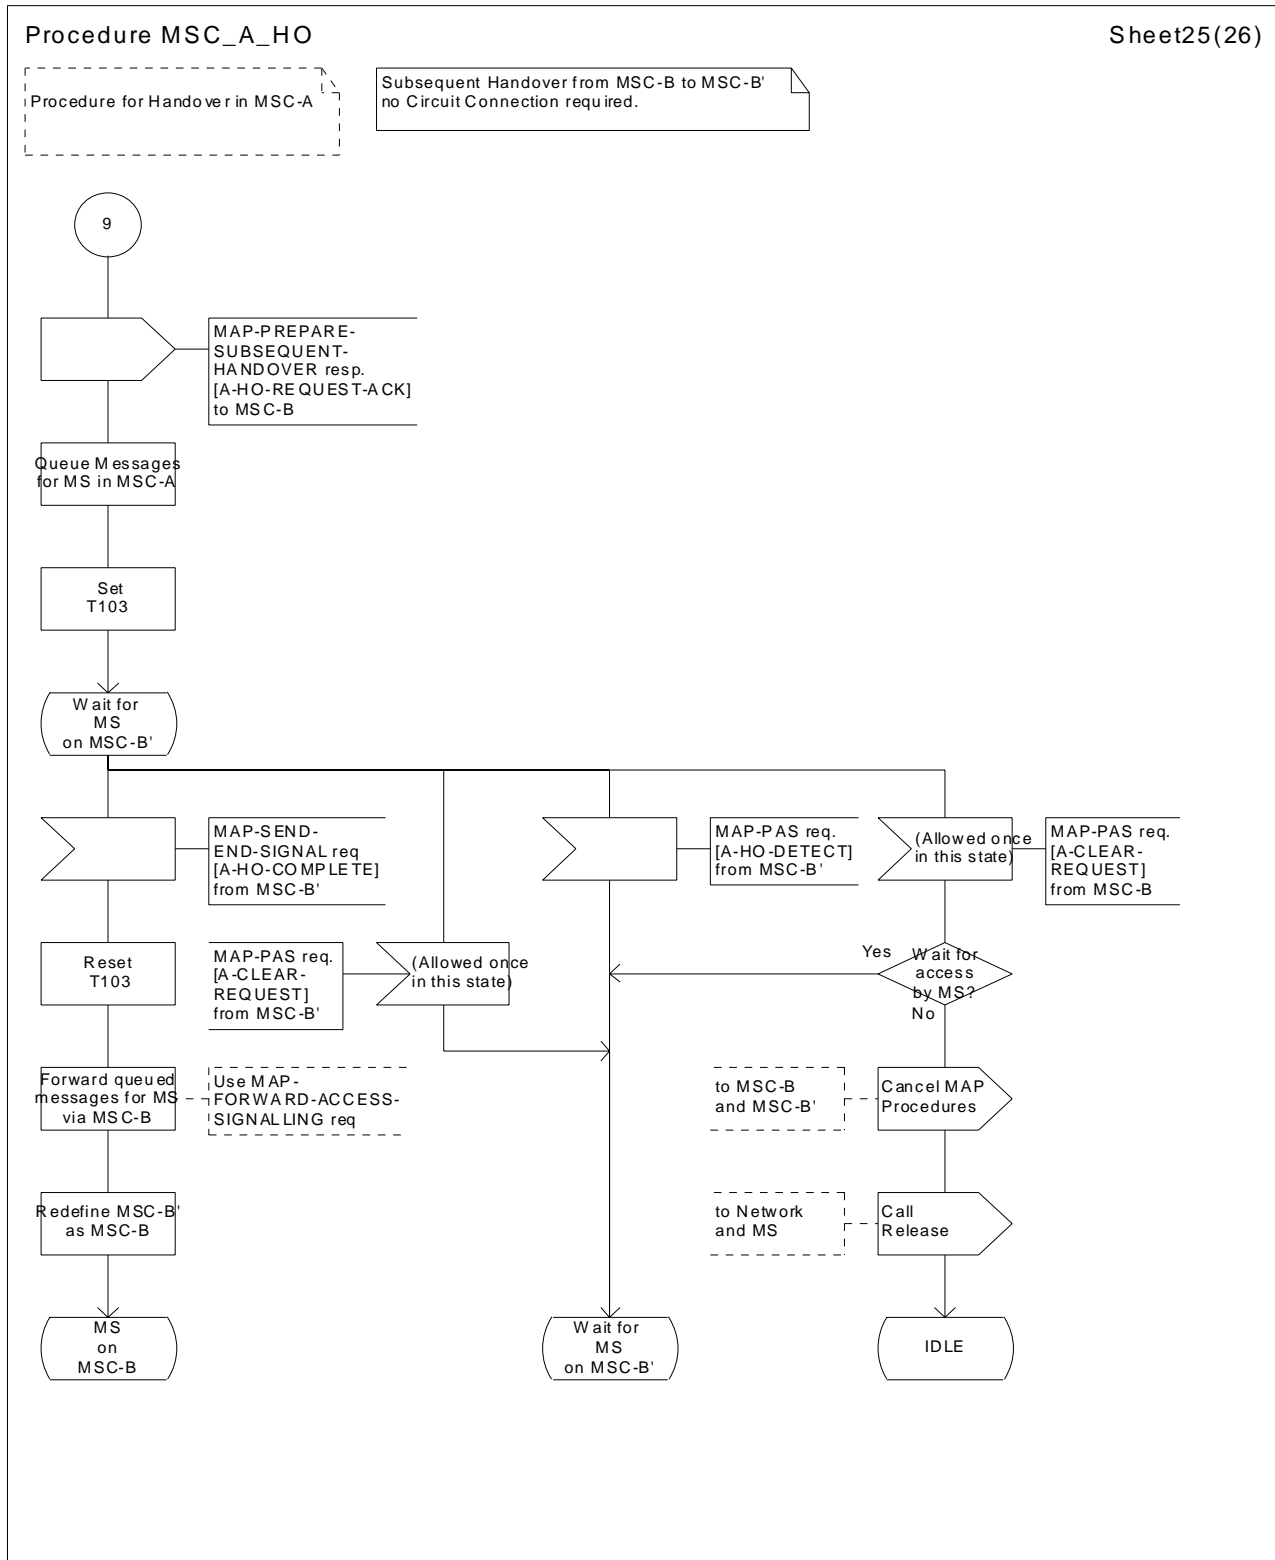 Procedure MSC_A_HO
Sheet25(26)
Procedure for Handover in MSC-A
Subsequent Handover from MSC-B to MSC-B'
no Circuit Connection required.
9
MAP-PREPARE-
SUBSEQUENT-
HANDOVER resp.
[A-HO-REQUEST-ACK]
to MSC-B
Queue Messages
for MS in MSC-A
Set
T103
Wait for
MS
on MSC-B'
MAP-SEND-
END-SIGNAL req
[A-HO-COMPLETE]
from MSC-B'
MAP-PAS req.
[A-HO-DETECT]
from MSC-B'
(Allowed once
in this state)
MAP-PAS req.
[A-CLEAR-
REQUEST]
from MSC-B
Reset
T103
MAP-PAS req.
[A-CLEAR-
REQUEST]
from MSC-B'
(Allowed once
in this state)
Yes
Wait for
access
by MS?
No
Forward queued
messages for MS
via MSC-B
Use MAP-
FORWARD-ACCESS-
SIGNALLING req
to MSC-B
and MSC-B'
Cancel MAP
Procedures
Redefine MSC-B'
as MSC-B
to Network
and MS
Call
Release
MS
on
MSC-B
Wait for
MS
on MSC-B'
IDLE